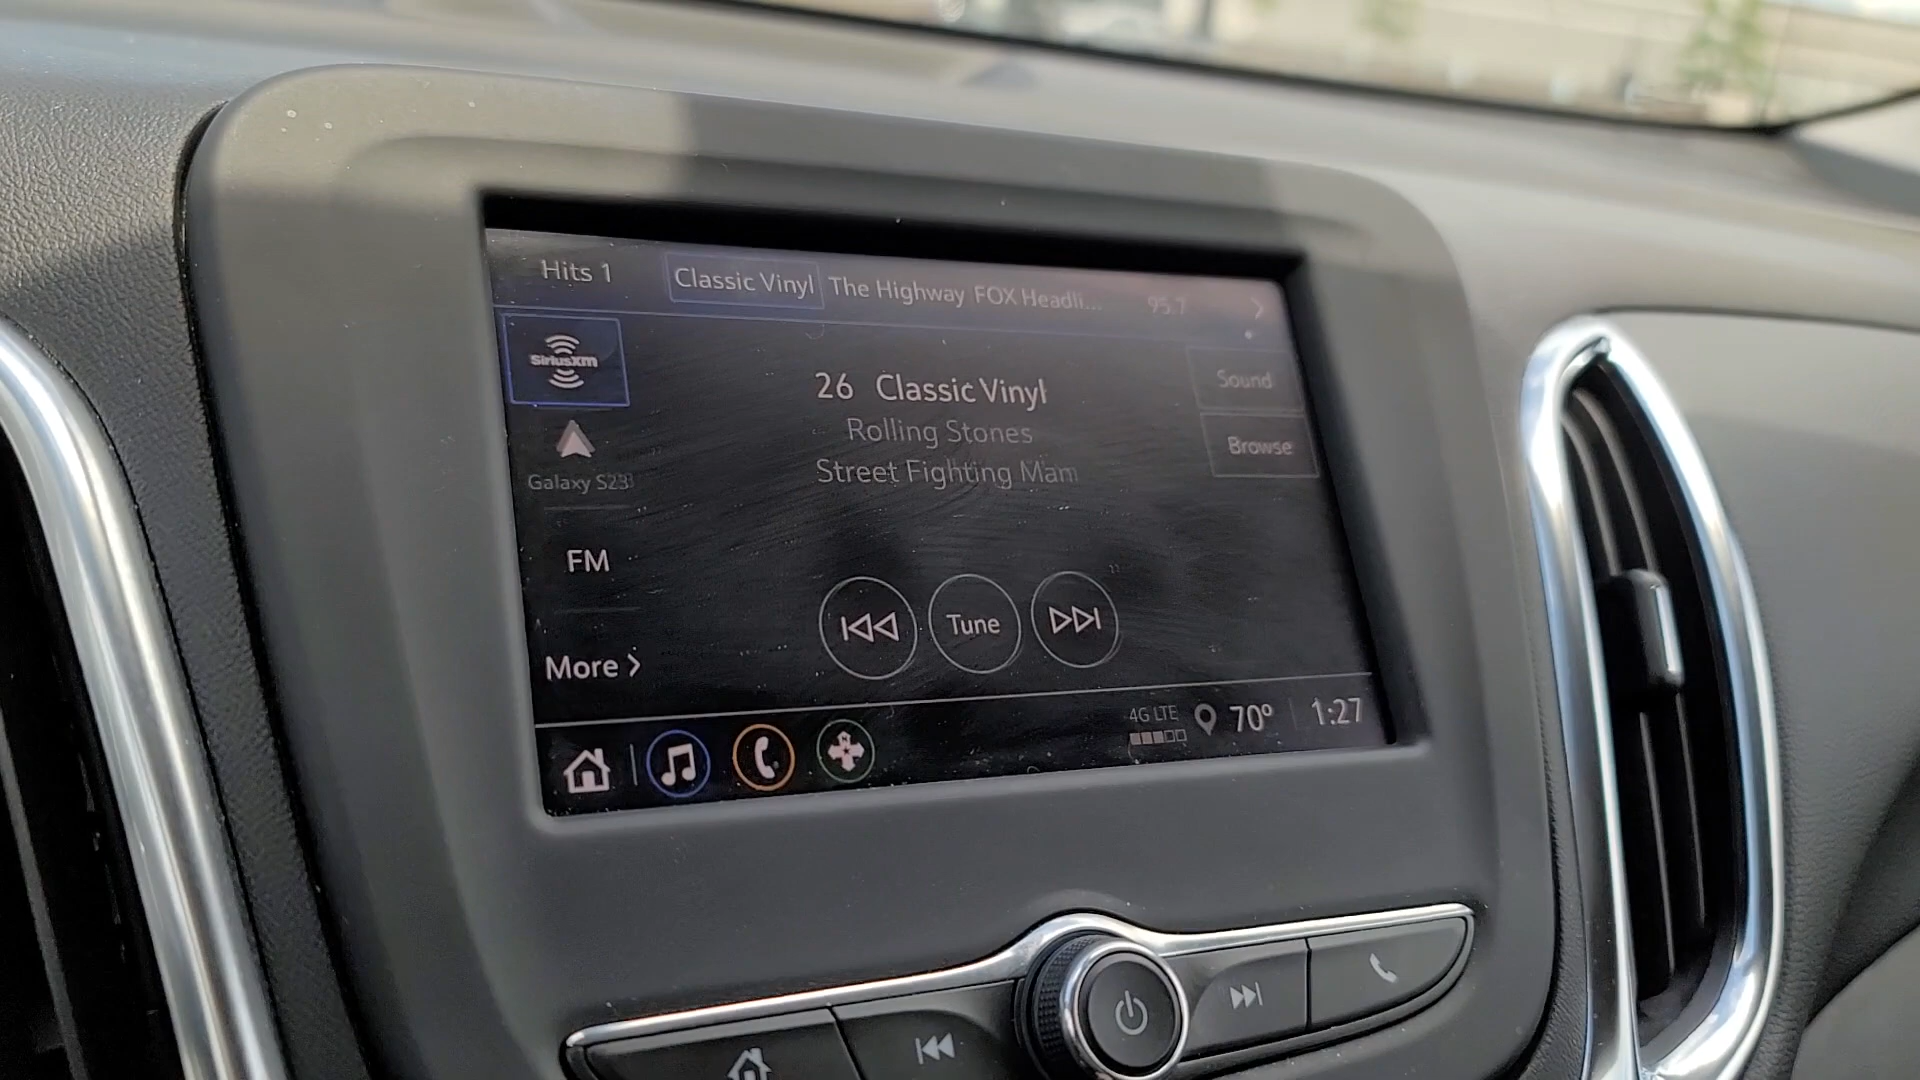 Hits 1 Classic Vinyl The Highway FOX Headli... 95.7
SiriusXM
26 Classic Vinyl
Sound
Rolling Stones
Browse
Street Fighting Man
Galaxy S23
FM
Tune
More
4G LTE 70° 1:27
N